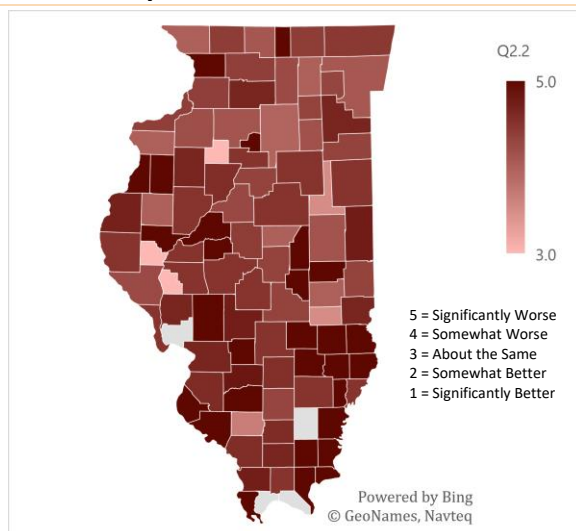 Q2.2
5.0
3.0
5 = Significantly Worse
4 = Somewhat Worse
3 = About the Same
2 = Somewhat Better
1 = Significantly Better
Powered by Bing
© GeoNames, Navteq